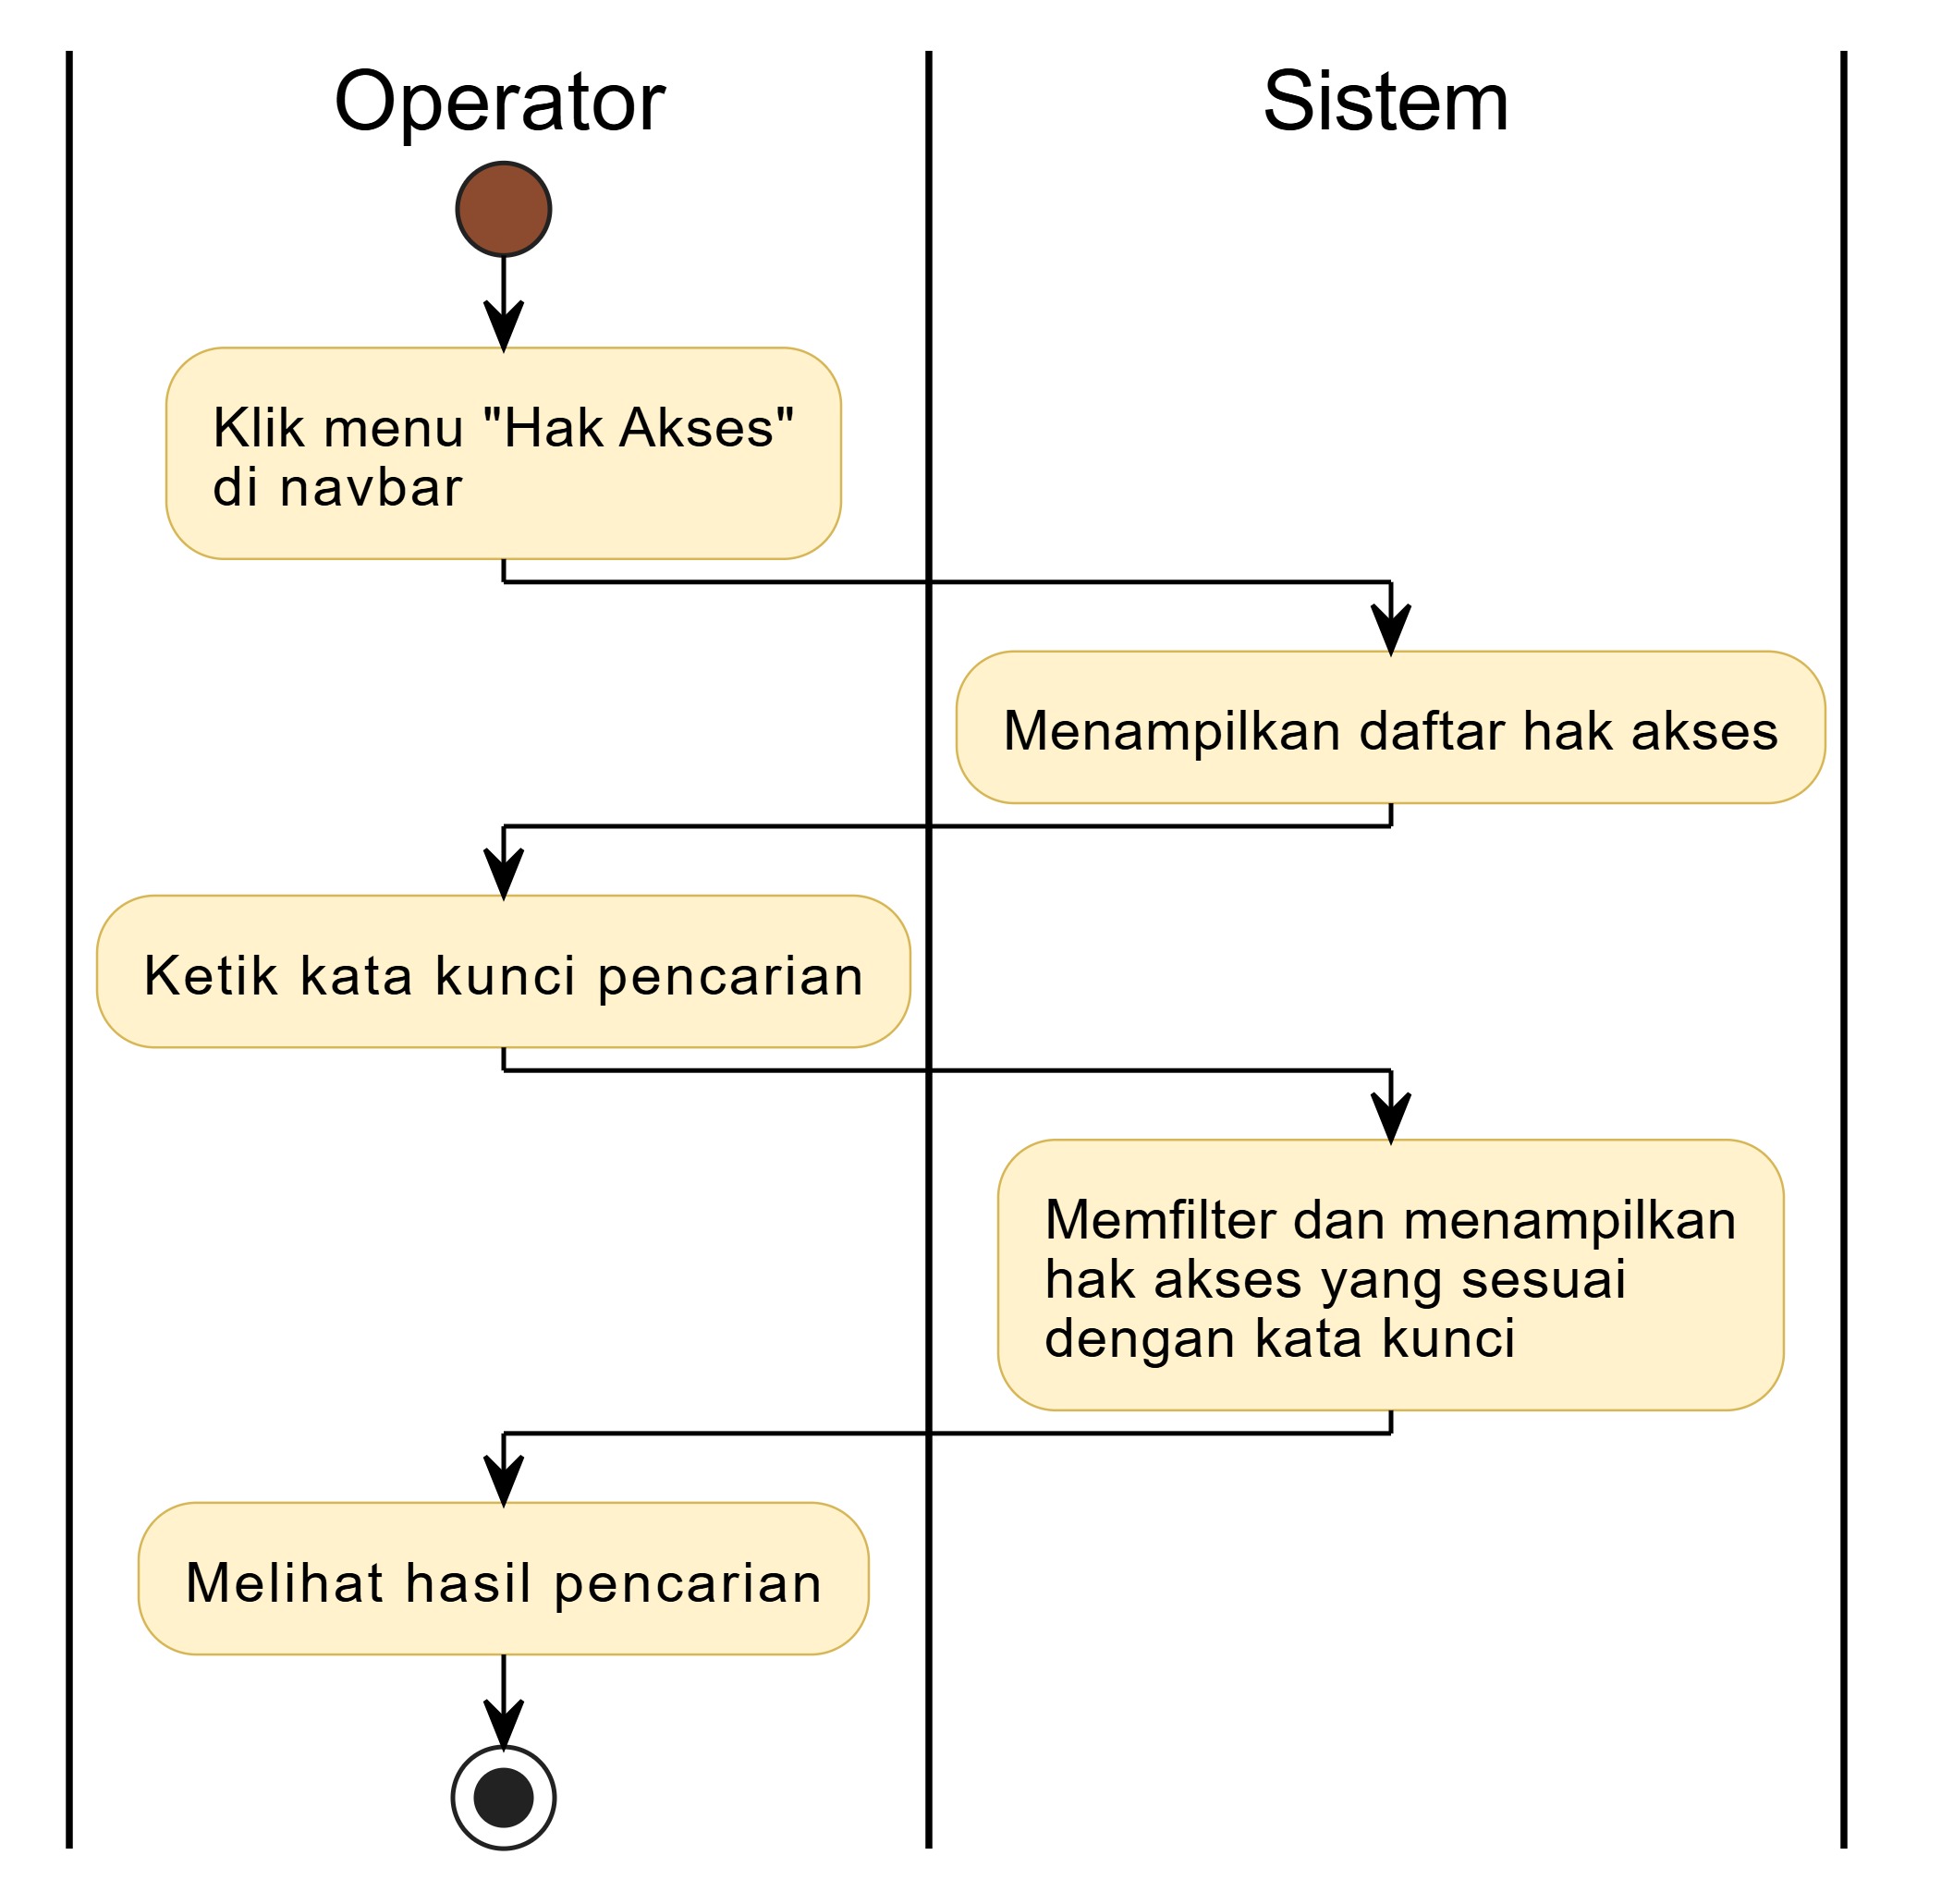 Operator
Sistem
Klik menu "Hak Akses"
di navbar
Menampilkan daftar hak akses
Ketik kata kunci pencarian
Memfilter dan menampilkan
hak akses yang sesuai
dengan kata kunci
Melihat hasil pencarian